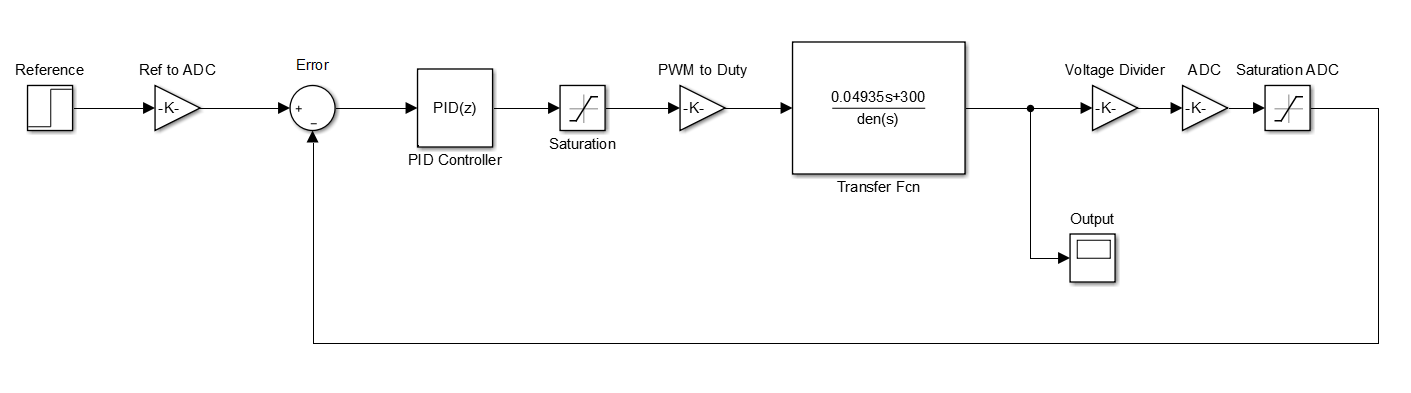 Reference
Ref to ADC
-K-
Error
+
−
PID(z)
PID Controller
Saturation
PWM to Duty
-K-
0.04935s+300
den(s)
Transfer Fcn
Voltage Divider
-K-
ADC
-K-
Saturation ADC
Output